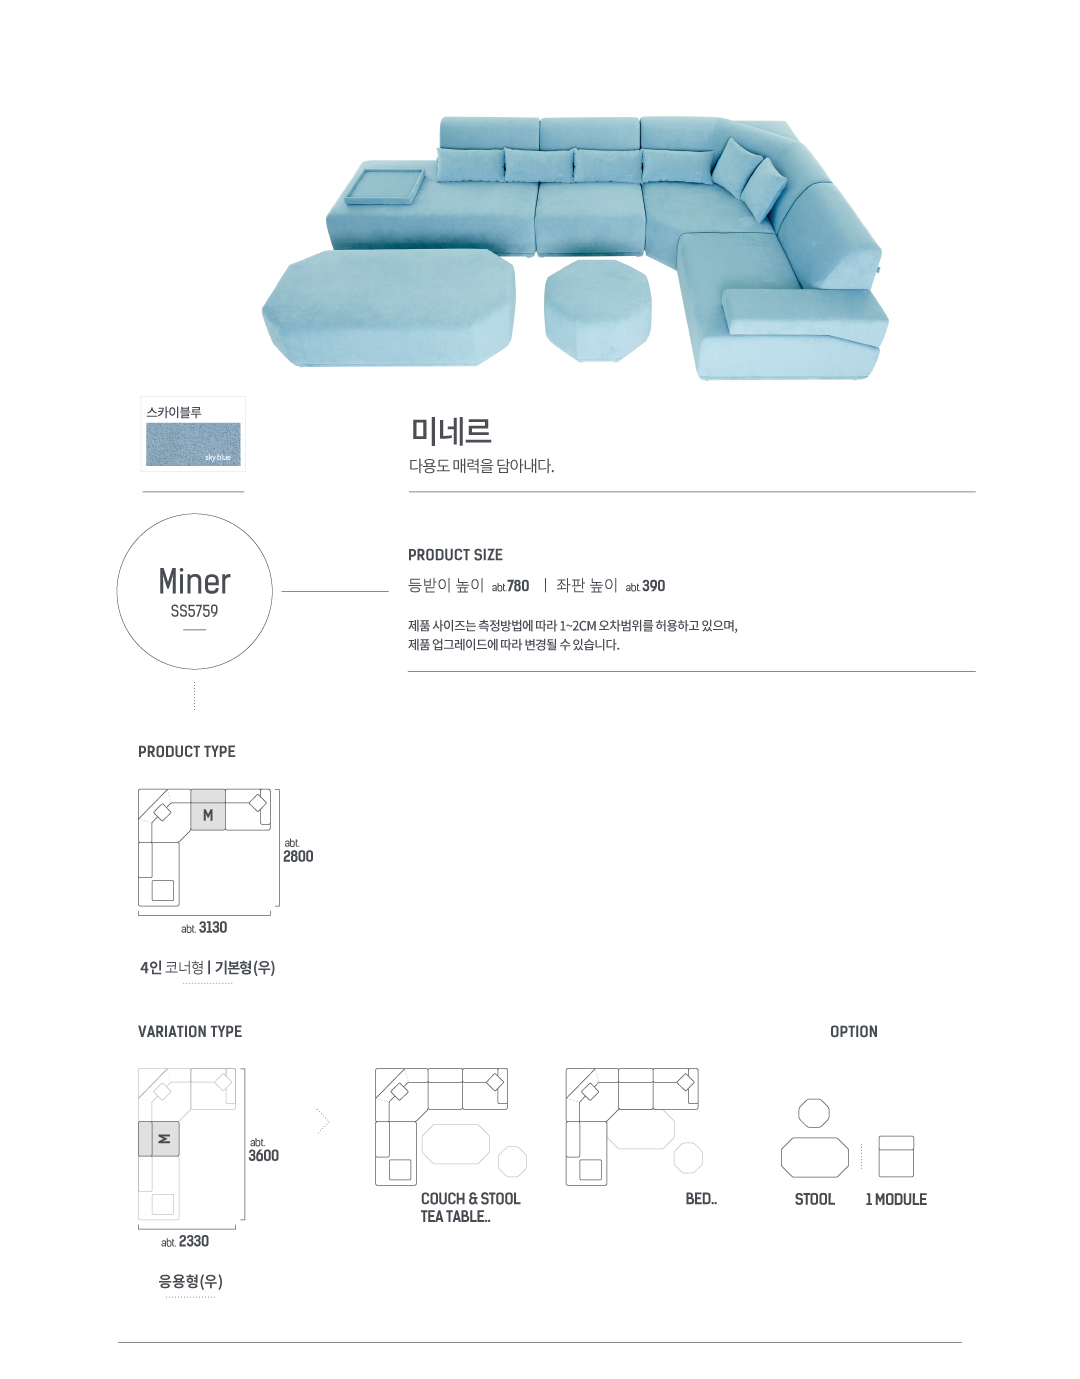 스카이블루
sky.blue
미네르
다용도 매력을 담아내다.
Miner
SS5759
PRODUCT SIZE
등받이 높이 abt.780 | 좌판 높이 abt.390
제품 사이즈는 측정방법에 따라 1~2CM 오차범위를 허용하고 있으며,
제품 업그레이드에 따라 변경될 수 있습니다.
PRODUCT TYPE
M
abt.
2800
abt. 3130
4인 코너형 | 기본형(우)
VARIATION TYPE
OPTION
M
abt.
3600
abt. 2330
응용형(우)
COUCH & STOOL
TEA TABLE..
BED..
STOOL
1 MODULE